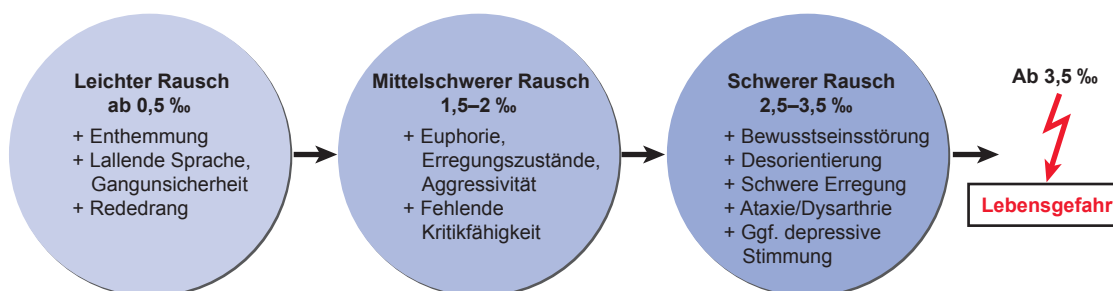 Leichter Rausch
ab 0,5 ‰
+ Enthemmung
+ Lallende Sprache,
Gangunsicherheit
+ Rededrang
Mittelschwerer Rausch
1,5–2 ‰
+ Euphorie,
Erregungszustände,
Aggressivität
+ Fehlende
Kritikfähigkeit
Schwerer Rausch
2,5–3,5 ‰
+ Bewusstseinsstörung
+ Desorientierung
+ Schwere Erregung
+ Ataxie/Dysarthrie
+ Ggf. depressive
Stimmung
Ab 3,5 ‰
Lebensgefahr